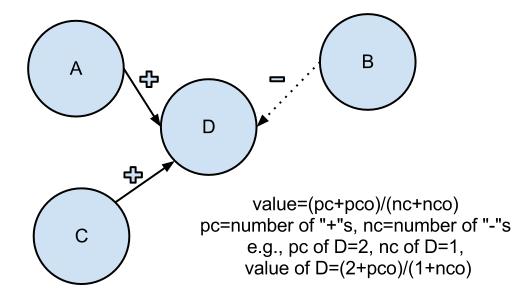 A
B
+
-
D
+
C
value=(pc+pco)/(nc+nco)
pc=number of "+"s, nc=number of "-"s
e.g., pc of D=2, nc of D=1,
value of D=(2+pco)/(1+nco)